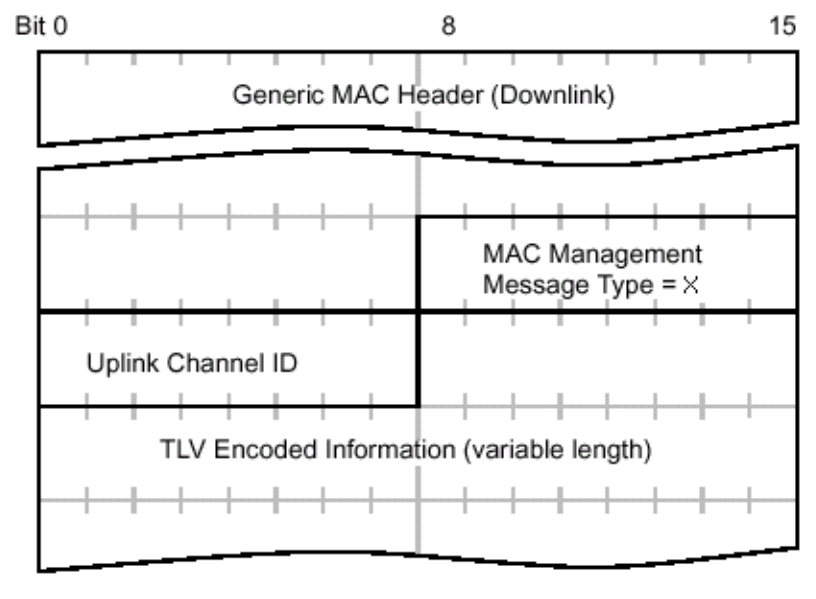 Bit 0 8 15
Generic MAC Header (Downlink)
MAC Management
Message Type = X
Uplink Channel ID
TLV Encoded Information (variable length)